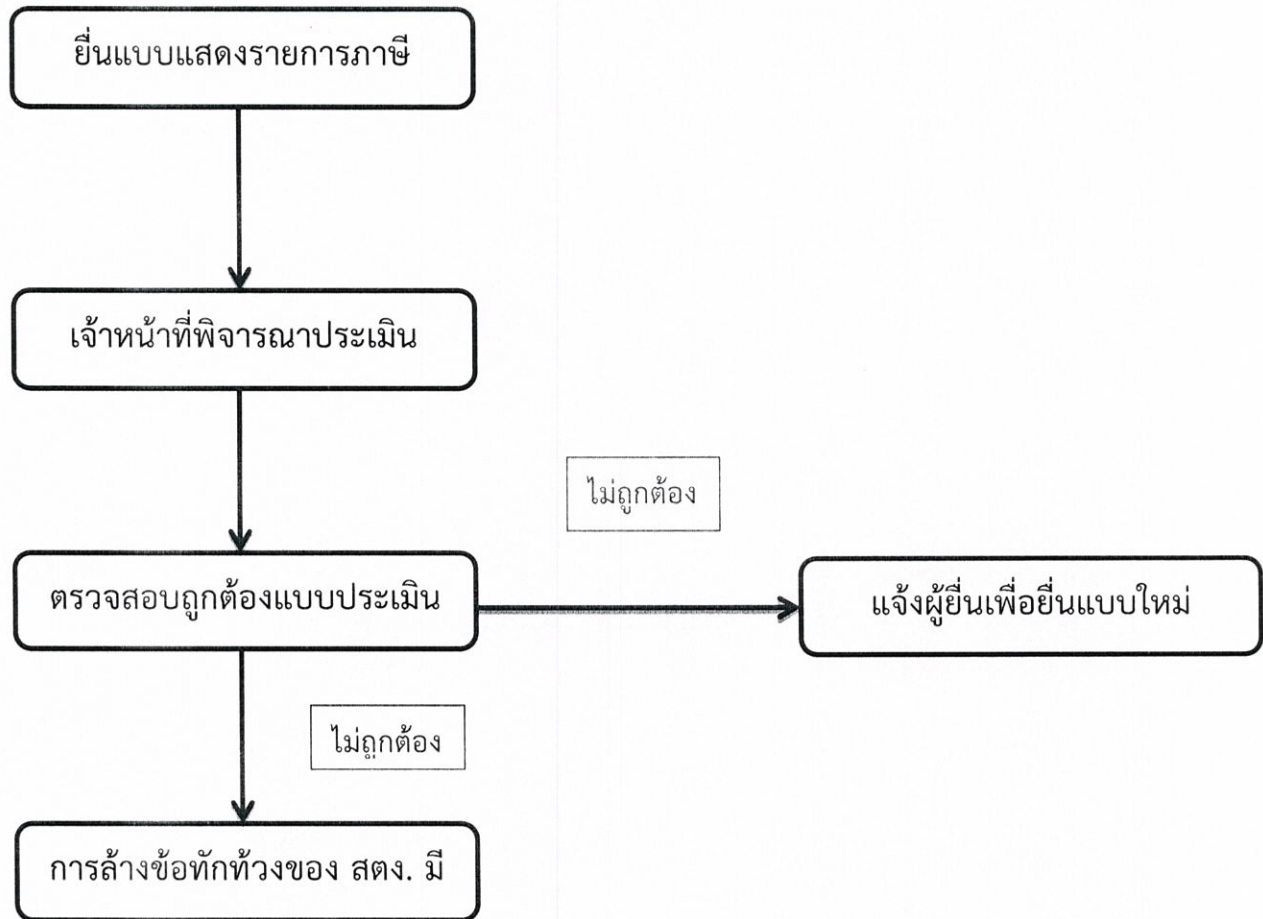 ยื่นแบบแสดงรายการภาษี
เจ้าหน้าที่พิจารณาประเมิน
ไม่ถูกต้อง
ตรวจสอบถูกต้องแบบประเมิน
แจ้งผู้ยื่นเพื่อยื่นแบบใหม่
ไม่ถูกต้อง
การล้างข้อทักท้วงของ สตง. มี